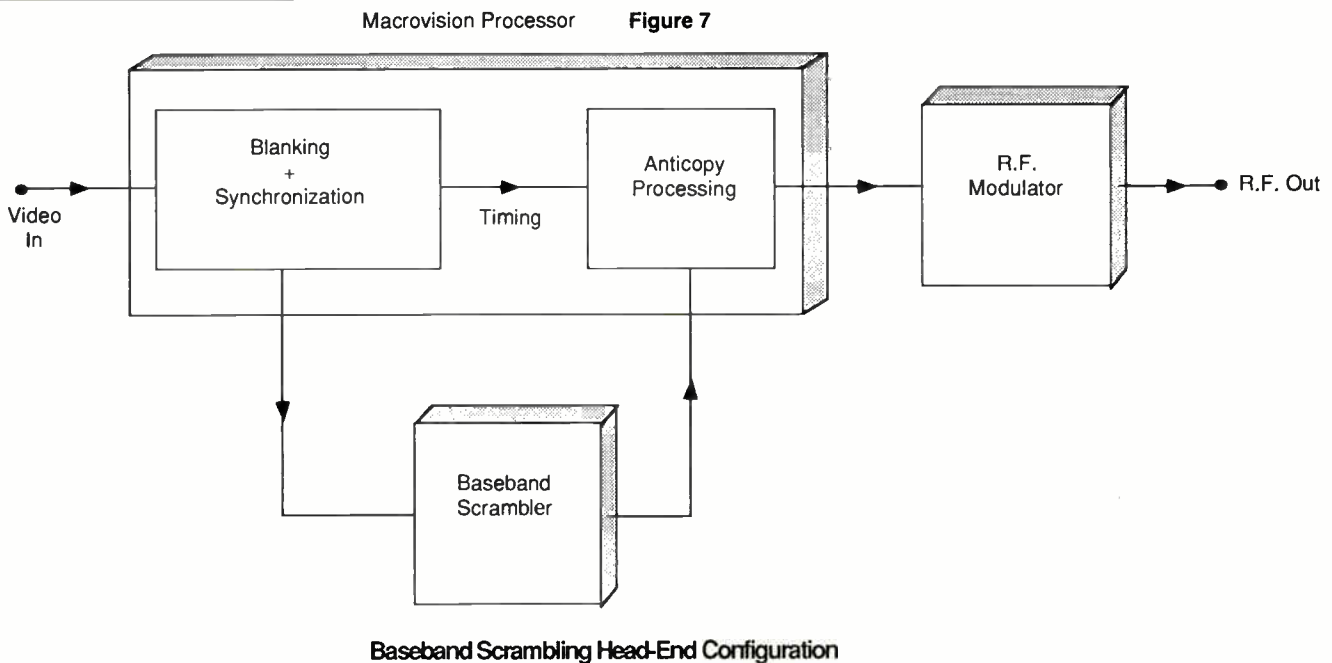 Macrovision Processor Figure 7
Blanking
+
Synchronization
Anticopy
Processing
R.F.
Modulator
Video
In
Timing
R.F. Out
Baseband
Scrambler
Baseband Scrambling Head-End Configuration